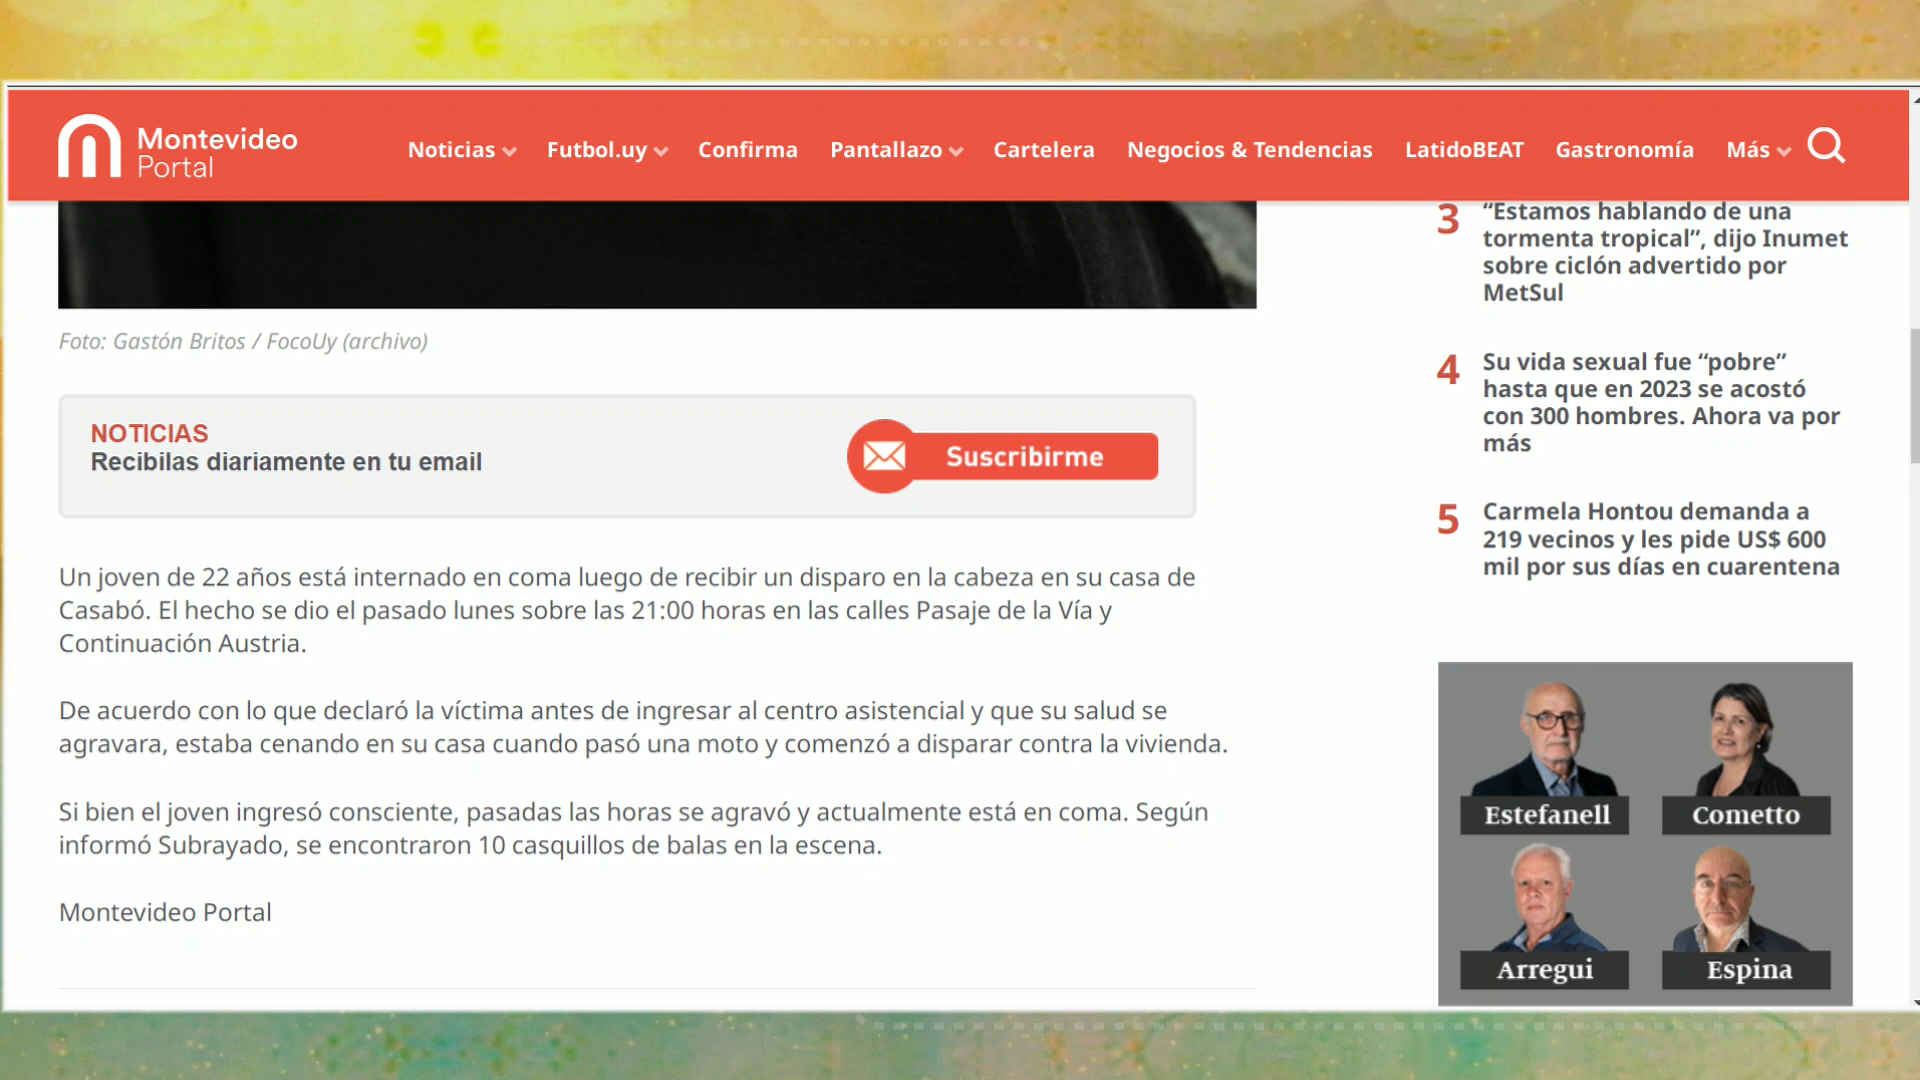 Montevideo
Portal
Noticias
Futbol.uy
Confirma
Pantallazo
Cartelera
Negocios & Tendencias
LatidoBEAT
Gastronomía
Más
Foto: Gastón Britos / FocoUy (archivo)
NOTICIAS
Recibilas diariamente en tu email
Suscribirme
Un joven de 22 años está internado en coma luego de recibir un disparo en la cabeza en su casa de
Casabó. El hecho se dio el pasado lunes sobre las 21:00 horas en las calles Pasaje de la Vía y
Continuación Austria.
De acuerdo con lo que declaró la víctima antes de ingresar al centro asistencial y que su salud se
agravara, estaba cenando en su casa cuando pasó una moto y comenzó a disparar contra la vivienda.
Si bien el joven ingresó consciente, pasadas las horas se agravó y actualmente está en coma. Según
informó Subrayado, se encontraron 10 casquillos de balas en la escena.
Montevideo Portal
3 “Estamos hablando de una
tormenta tropical”, dijo Inumet
sobre ciclón advertido por
MetSul
4 Su vida sexual fue “pobre”
hasta que en 2023 se acostó
con 300 hombres. Ahora va por
más
5 Carmela Hontou demanda a
219 vecinos y les pide US$ 600
mil por sus días en cuarentena
Estefanell
Cometto
Arregui
Espina